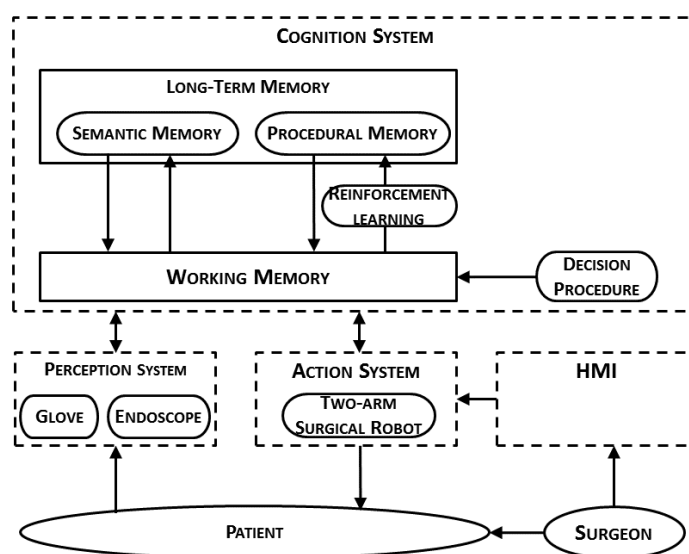 COGNITION SYSTEM
LONG-TERM MEMORY
SEMANTIC MEMORY
PROCEDURAL MEMORY
REINFORCEMENT
LEARNING
WORKING MEMORY
DECISION
PROCEDURE
PERCEPTION SYSTEM
GLOVE
ENDOSCOPE
ACTION SYSTEM
TWO-ARM
SURGICAL ROBOT
HMI
PATIENT
SURGEON